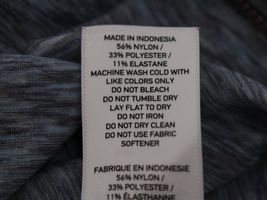 MADE IN INDONESIA
56% NYLON /
33% POLYESTER /
11% ELASTANE
MACHINE WASH COLD WITH
LIKE COLORS ONLY
DO NOT BLEACH
DO NOT TUMBLE DRY
LAY FLAT TO DRY
DO NOT IRON
DO NOT DRY CLEAN
DO NOT USE FABRIC
SOFTENER
FABRIQUE EN INDONESIE
56% NYLON /
33% POLYESTER /
11% ÉLASTHANNE